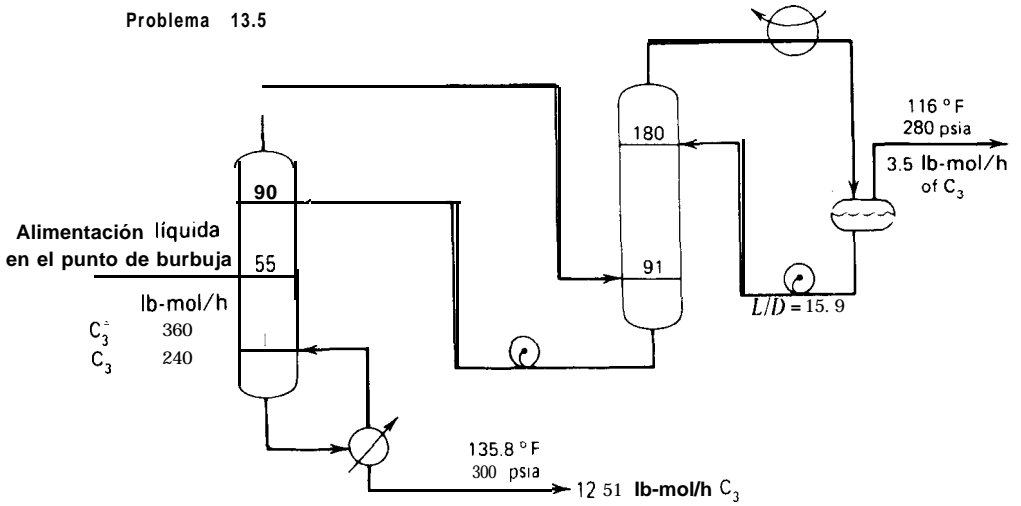 Problema 13.5
116 °F
280 psia
3.5 lb-mol/h
of C3
180
91
L/D = 15. 9
90
Alimentación líquida
en el punto de burbuja
55
lb-mol/h
C3= 360
C3 240
1
135.8 °F
300 psia
12 51 lb-mol/h C3